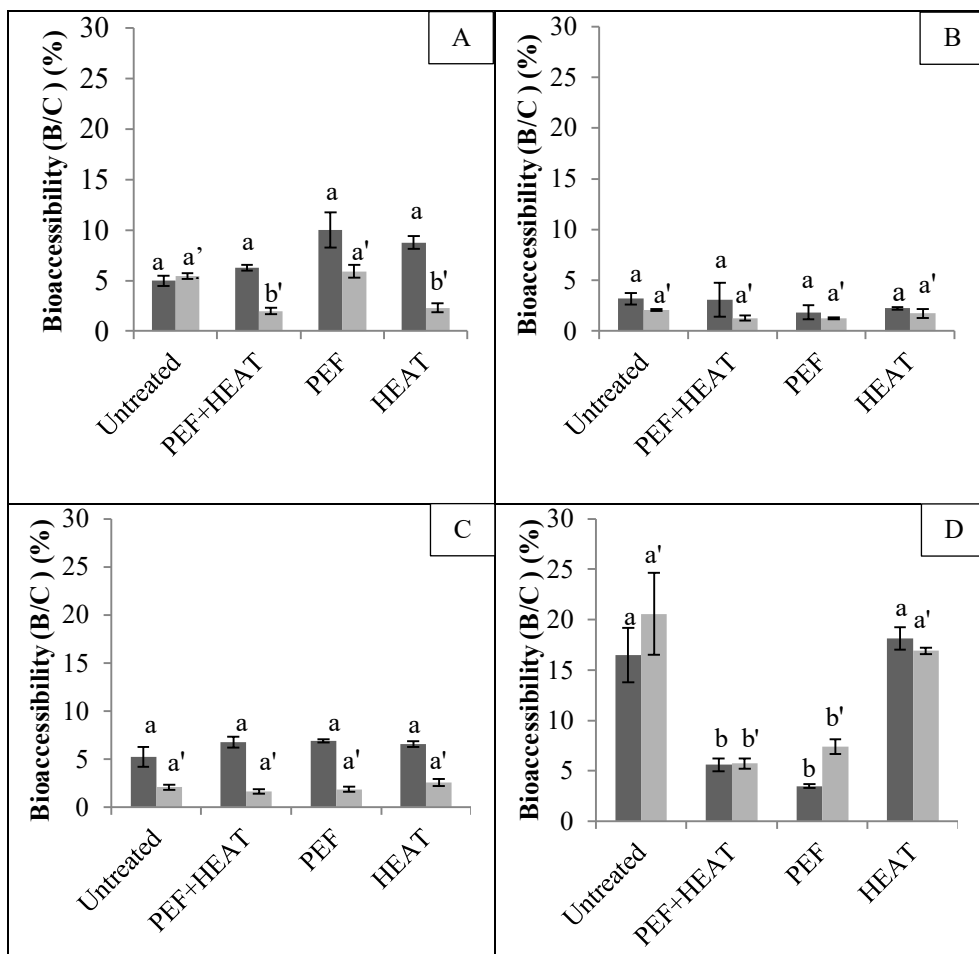 A
Bioaccessibility (B/C ) (%)
30
25
20
15
10
5
0
a a’ a b' a a' a b'
Untreated
PEF+HEAT
PEF
HEAT
B
Bioaccessibility (B/C ) (%)
30
25
20
15
10
5
0
a a' a a' a a' a a'
Untreated
PEF+HEAT
PEF
HEAT
C
Bioaccessibility (B/C ) (%)
30
25
20
15
10
5
0
a a' a a' a a' a a'
Untreated
PEF+HEAT
PEF
HEAT
D
Bioaccessibility (B/C ) (%)
30
25
20
15
10
5
0
a a' b b' b b' a a'
Untreated
PEF+HEAT
PEF
HEAT